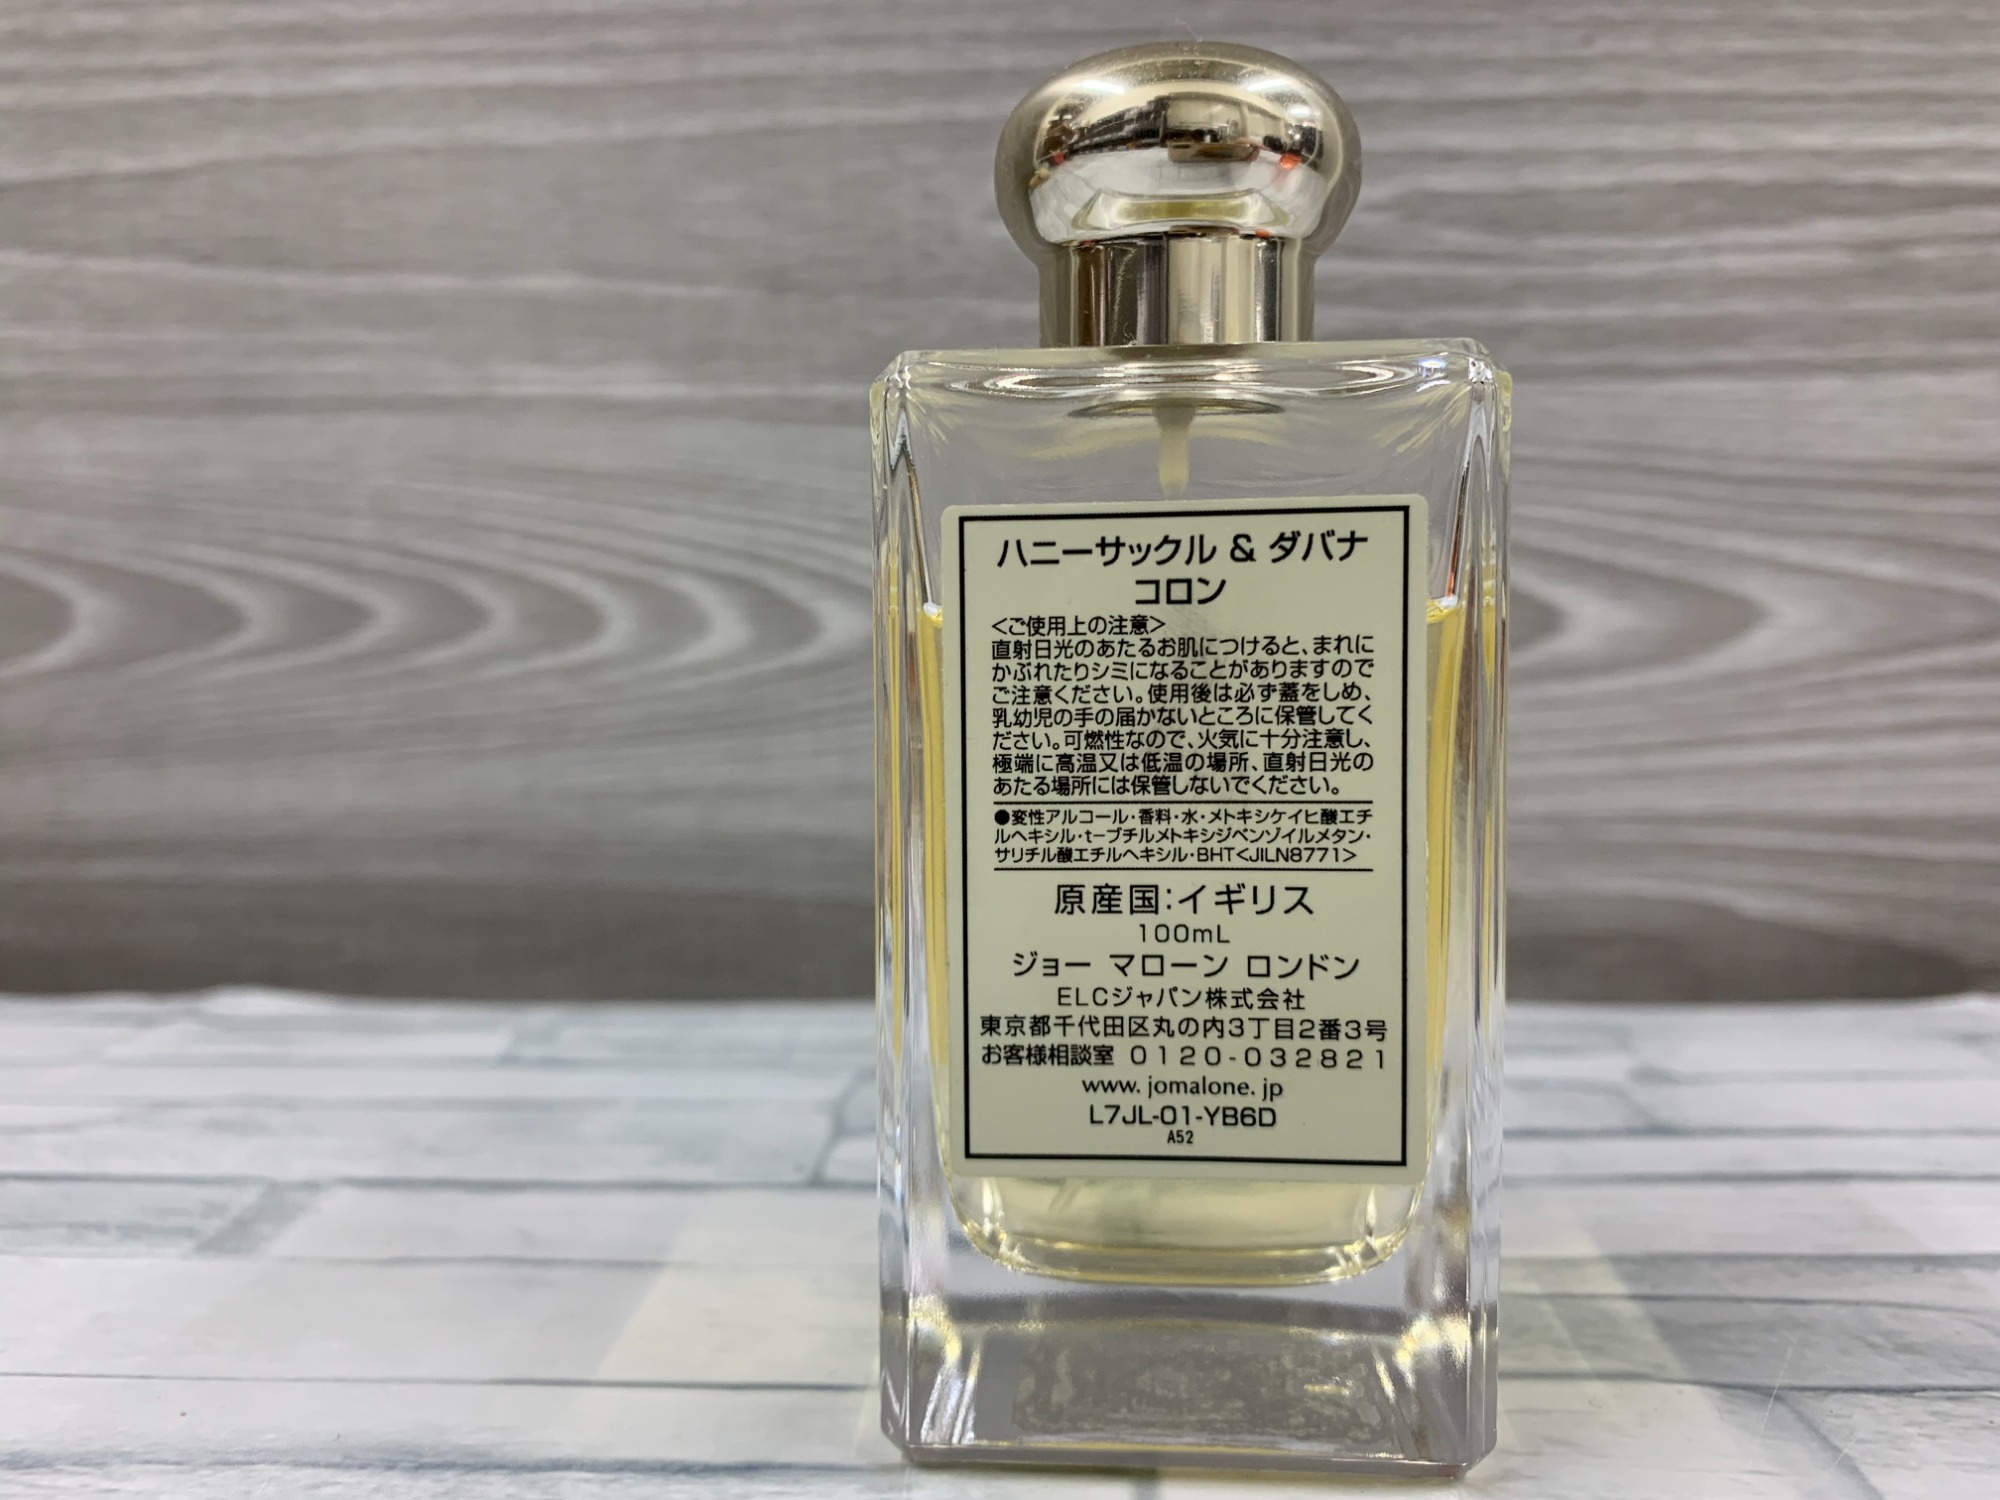 ハニーサックル & ダバナ
コロン
<ご使用上の注意>
直射日光のあたるお肌につけると、まれに
かぶれたりシミになることがありますので
ご注意ください。使用後は必ず蓋をしめ、
乳幼児の手の届かないところに保管してく
ださい。可燃性なので、火気に十分注意し、
極端に高温又は低温の場所、直射日光の
あたる場所には保管しないでください。
●変性アルコール・香料・水・メトキシケイヒ酸エチ
ルヘキシル・t-ブチルメトキシジベンゾイルメタン・
サリチル酸エチルヘキシル・BHT<JILN8771>
原産国:イギリス
100mL
ジョー マローン ロンドン
ELCジャパン株式会社
東京都千代田区丸の内3丁目2番3号
お客様相談室 0120-032821
www.jomalone.jp
L7JL-01-YB6D
A52